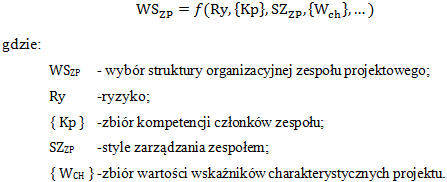 WS_ZP = f(Ry, {Kp}, SZ_ZP, {W_ch}, … )
gdzie:
WS_ZP - wybór struktury organizacyjnej zespołu projektowego;
Ry -ryzyko;
{ Kp } -zbiór kompetencji członków zespołu;
SZ_ZP -style zarządzania zespołem;
{ W_CH } -zbiór wartości wskaźników charakterystycznych projektu.